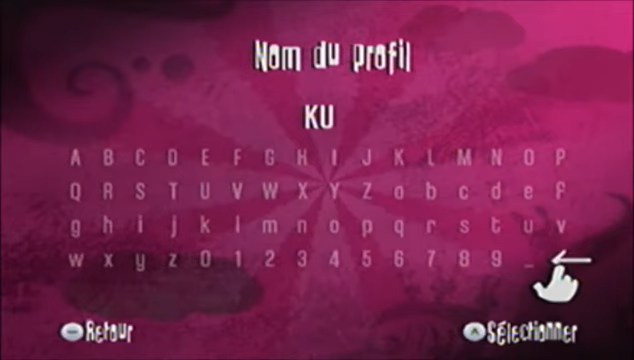 Nom du profil
KU
A B C D E F G H I J K L M N O P
Q R S T U V W X Y Z a b c d e f
g h i j k l m n o p q r s t u v
w x y z 0 1 2 3 4 5 6 7 8 9 _ ←
- Retour
A Sélectionner